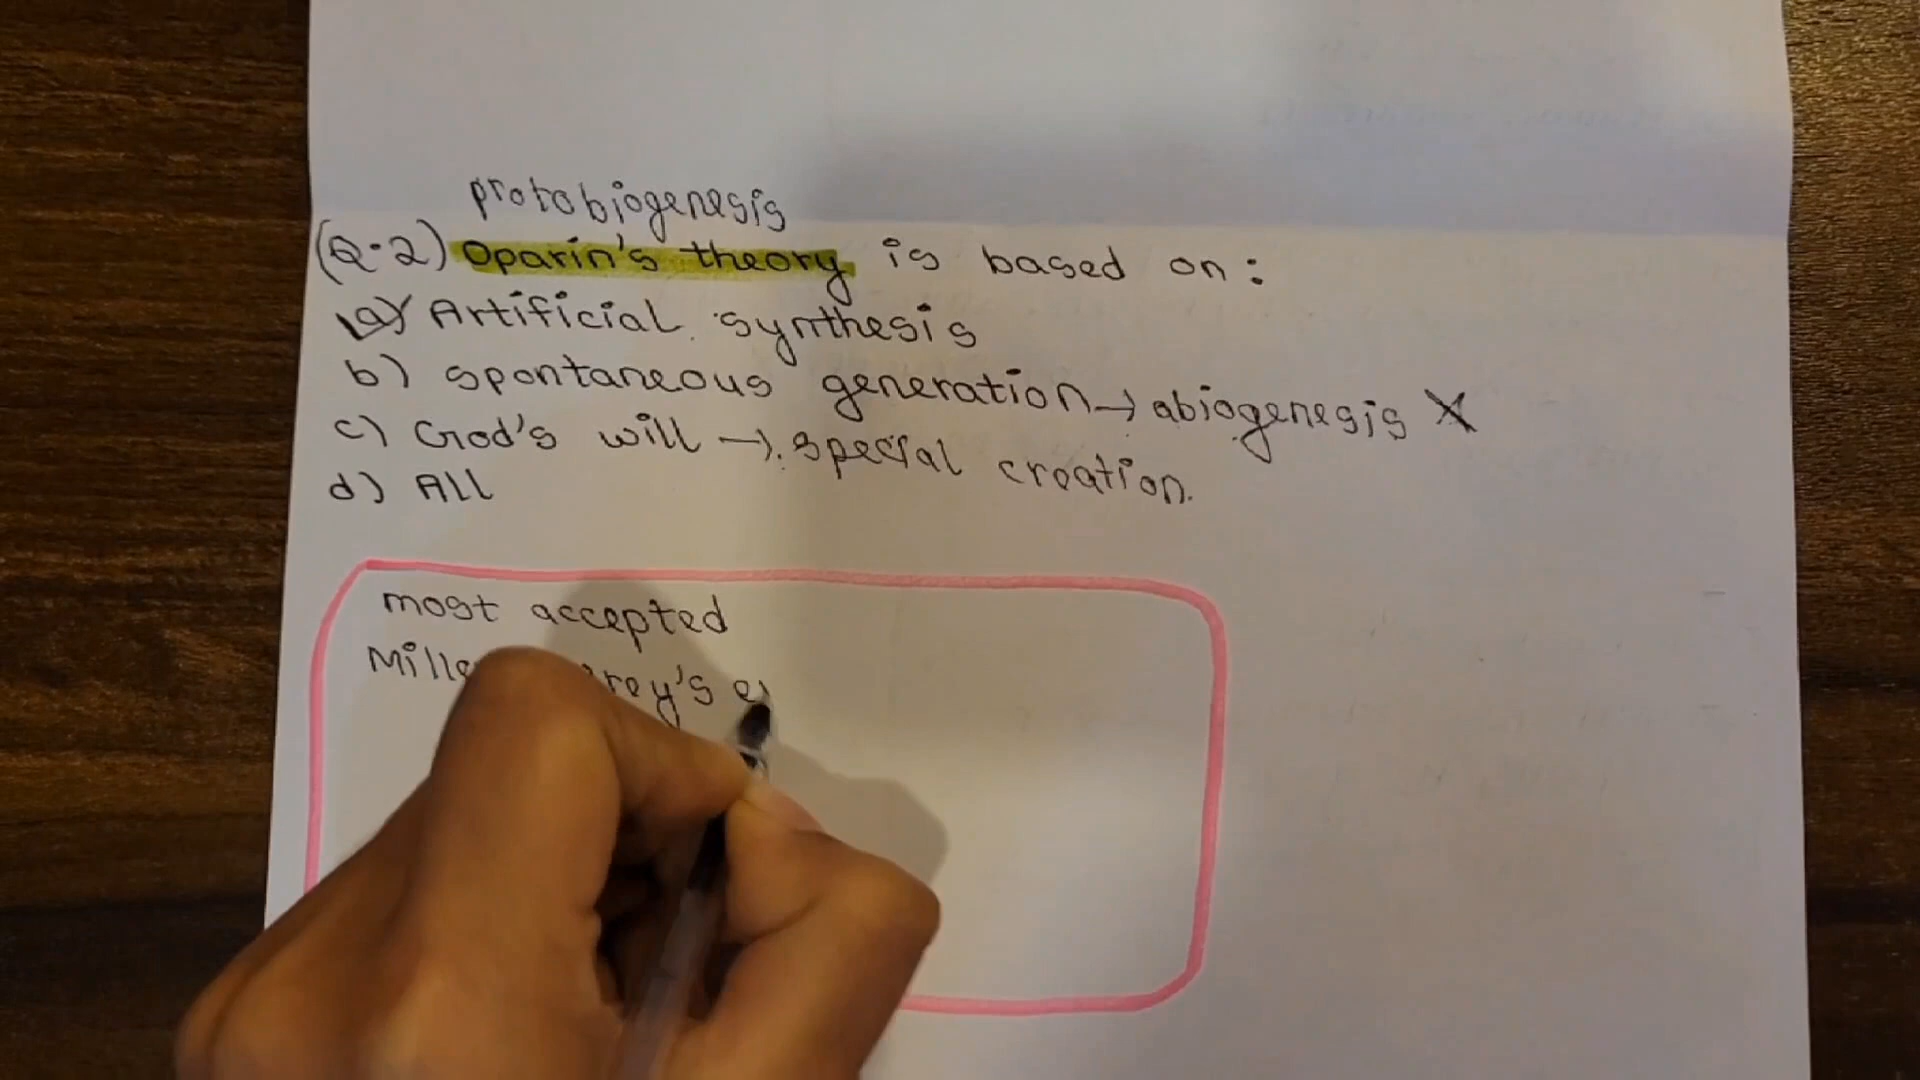 protobiogenesis
(Q.2) Oparin's theory is based on:
a) Artificial synthesis
b) spontaneous generation → abiogenesis X
c) God's will → special creation.
d) All
most accepted